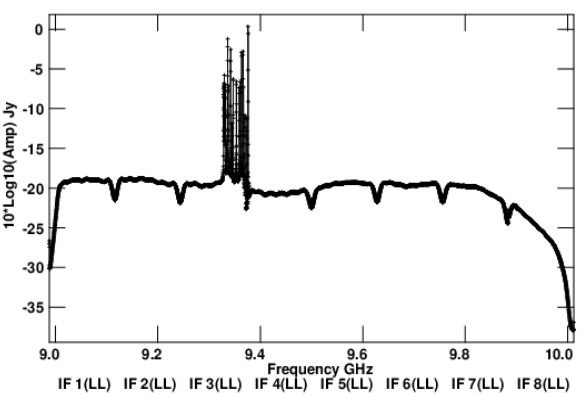 10*Log10(Amp) Jy
0
-5
-10
-15
-20
-25
-30
-35
9.0 9.2 9.4 9.6 9.8 10.0
Frequency GHz
IF 1(LL) IF 2(LL) IF 3(LL) IF 4(LL) IF 5(LL) IF 6(LL) IF 7(LL) IF 8(LL)